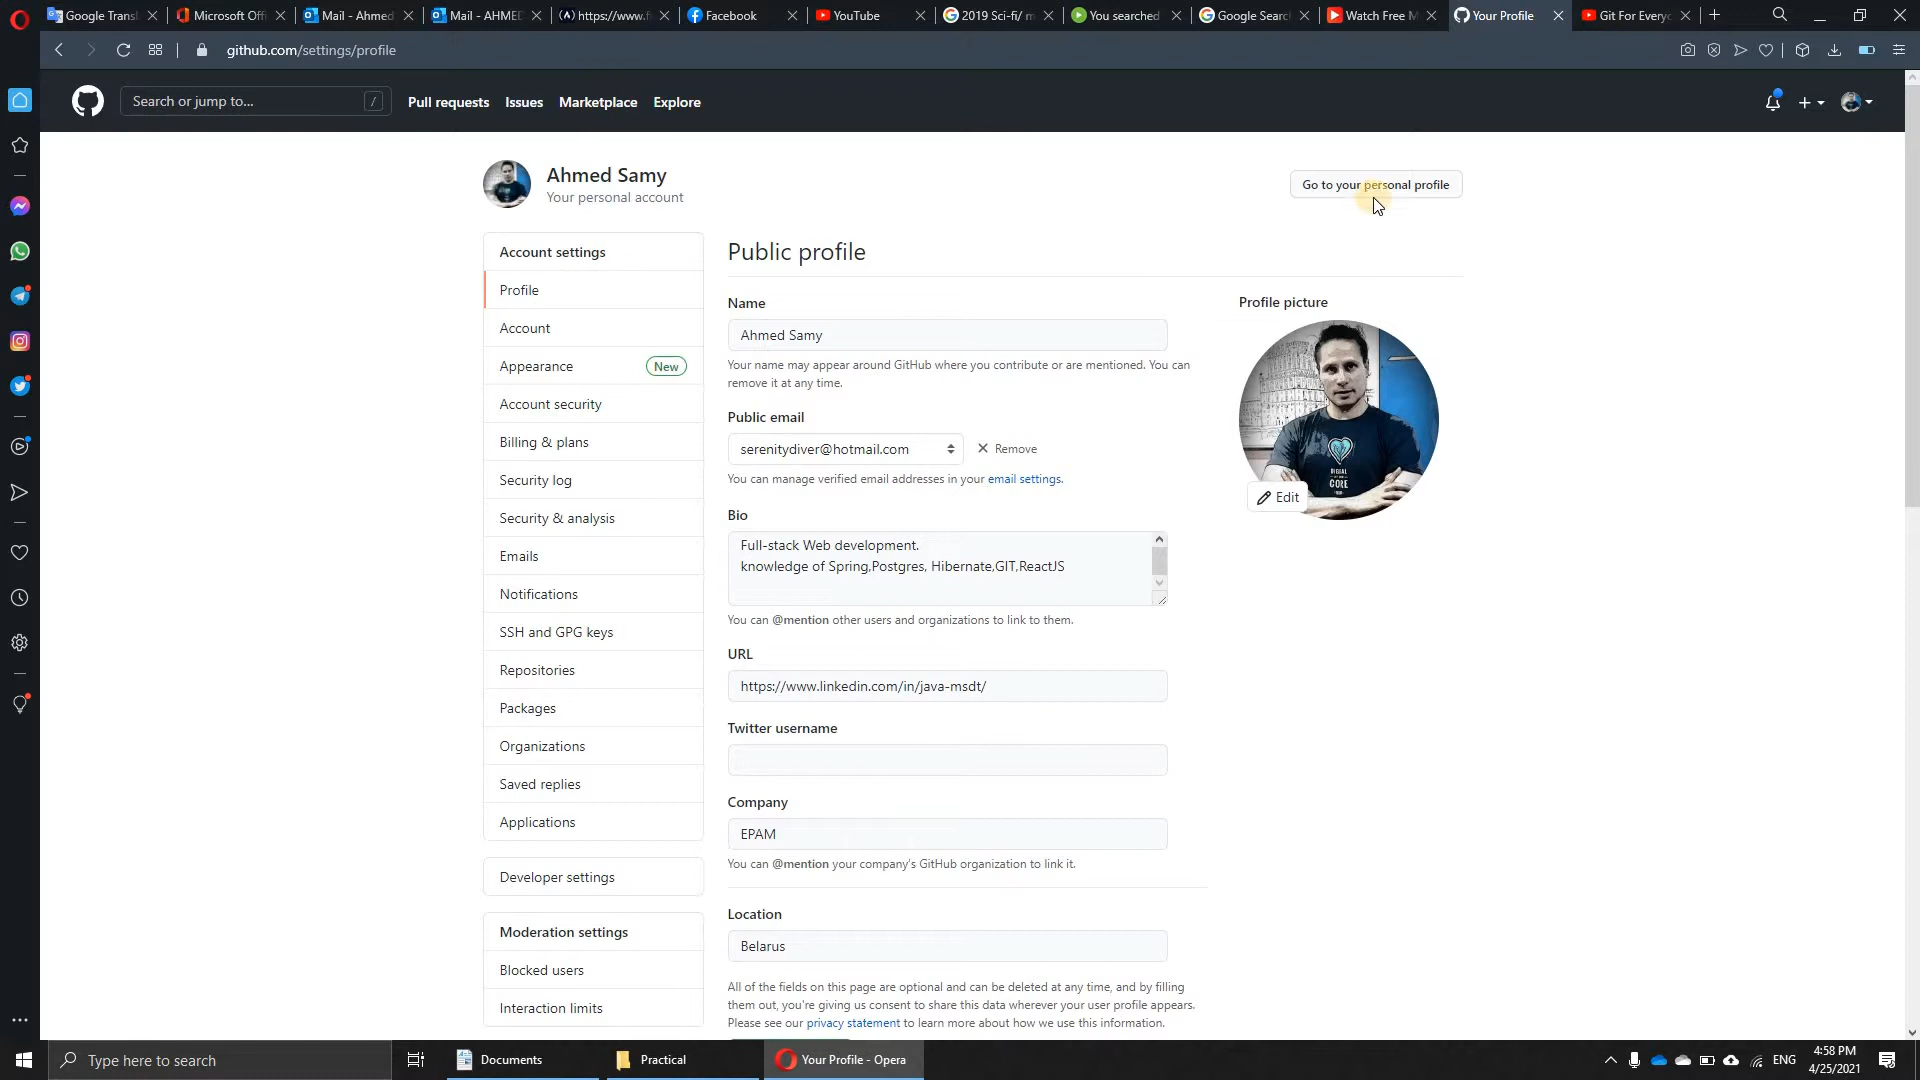 Google Transl
Microsoft Offi
Mail - Ahmed
Mail - AHMED
https://www.f
Facebook
YouTube
2019 Sci-fi/ m
You searched
Google Searc
Watch Free M
Your Profile
Git For Everyo
github.com/settings/profile
Search or jump to...
/
Pull requests
Issues
Marketplace
Explore
Ahmed Samy
Your personal account
Go to your personal profile
Account settings
Profile
Account
Appearance
New
Account security
Billing & plans
Security log
Security & analysis
Emails
Notifications
SSH and GPG keys
Repositories
Packages
Organizations
Saved replies
Applications
Developer settings
Moderation settings
Blocked users
Interaction limits
Public profile
Name
Ahmed Samy
Your name may appear around GitHub where you contribute or are mentioned. You can
remove it at any time.
Public email
serenitydiver@hotmail.com
Remove
You can manage verified email addresses in your email settings.
Bio
Full-stack Web development.
knowledge of Spring,Postgres, Hibernate,GIT,ReactJS
You can @mention other users and organizations to link to them.
URL
https://www.linkedin.com/in/java-msdt/
Twitter username
Company
EPAM
You can @mention your company's GitHub organization to link it.
Location
Belarus
All of the fields on this page are optional and can be deleted at any time, and by filling
them out, you're giving us consent to share this data wherever your user profile appears.
Please see our privacy statement to learn more about how we use this information.
Profile picture
Edit
Type here to search
Documents
Practical
Your Profile - Opera
ENG
4:58 PM
4/25/2021